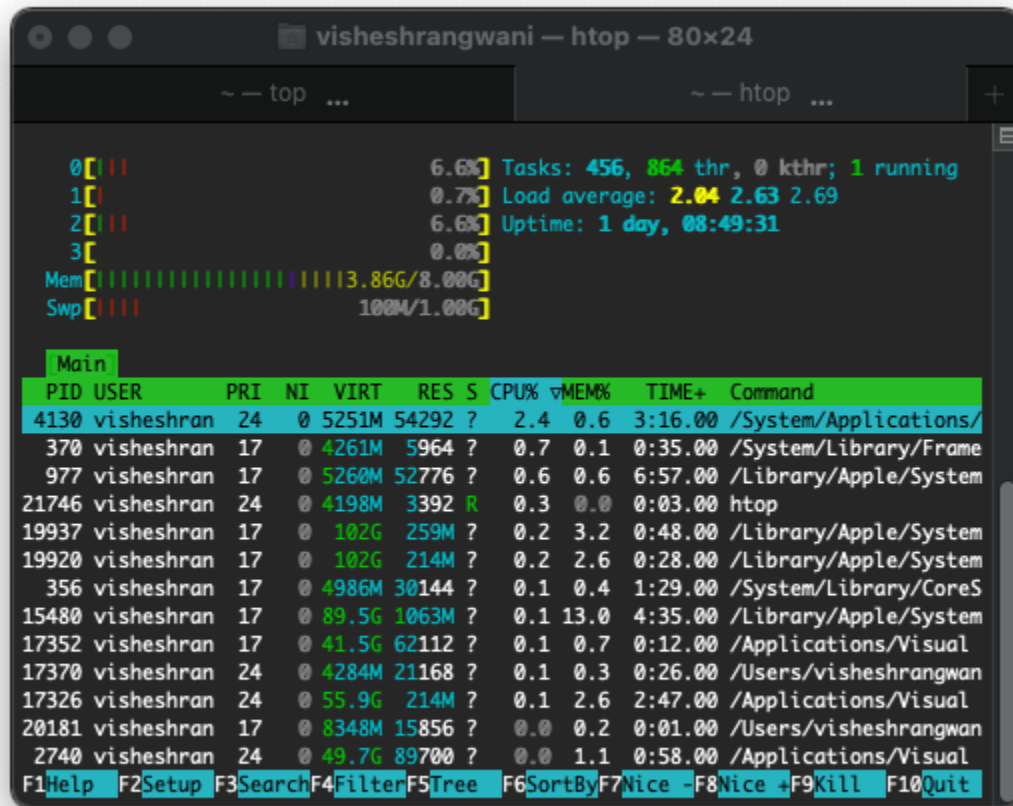 visheshrangwani — htop — 80×24
~ — top ... ~ — htop ... +
0[||| 6.6%] Tasks: 456, 864 thr, 0 kthr; 1 running
1[| 0.7%] Load average: 2.04 2.63 2.69
2[||| 6.6%] Uptime: 1 day, 08:49:31
3[ 0.0%]
Mem[||||||||||||||||||||||3.86G/8.00G]
Swp[|||| 100M/1.00G]
[Main]
PID USER PRI NI VIRT RES S CPU% ▽MEM% TIME+ Command
4130 visheshran 24 0 5251M 54292 ? 2.4 0.6 3:16.00 /System/Applications/
370 visheshran 17 0 4261M 5964 ? 0.7 0.1 0:35.00 /System/Library/Frame
977 visheshran 17 0 5260M 52776 ? 0.6 0.6 6:57.00 /Library/Apple/System
21746 visheshran 24 0 4198M 3392 R 0.3 0.0 0:03.00 htop
19937 visheshran 17 0 102G 259M ? 0.2 3.2 0:48.00 /Library/Apple/System
19920 visheshran 17 0 102G 214M ? 0.2 2.6 0:28.00 /Library/Apple/System
356 visheshran 17 0 4986M 30144 ? 0.1 0.4 1:29.00 /System/Library/CoreS
15480 visheshran 17 0 89.5G 1063M ? 0.1 13.0 4:35.00 /Library/Apple/System
17352 visheshran 17 0 41.5G 62112 ? 0.1 0.7 0:12.00 /Applications/Visual
17370 visheshran 24 0 4284M 21168 ? 0.1 0.3 0:26.00 /Users/visheshrangwan
17326 visheshran 24 0 55.9G 214M ? 0.1 2.6 2:47.00 /Applications/Visual
20181 visheshran 17 0 8348M 15856 ? 0.0 0.2 0:01.00 /Users/visheshrangwan
2740 visheshran 24 0 49.7G 89700 ? 0.0 1.1 0:58.00 /Applications/Visual
F1Help F2Setup F3SearchF4FilterF5Tree F6SortByF7Nice -F8Nice +F9Kill F10Quit